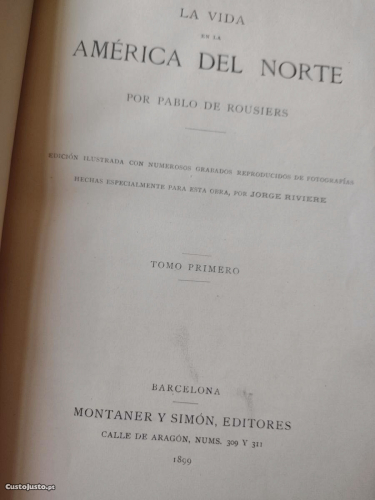 LA VIDA
EN LA
AMÉRICA DEL NORTE
POR PABLO DE ROUSIERS
EDICIÓN ILUSTRADA CON NUMEROSOS GRABADOS REPRODUCIDOS DE FOTOGRAFÍAS
HECHAS ESPECIALMENTE PARA ESTA OBRA, POR JORGE RIVIERE
TOMO PRIMERO
BARCELONA
MONTANER Y SIMÓN, EDITORES
CALLE DE ARAGÓN, NUMS. 309 Y 311
1899
CustoJusto.pt